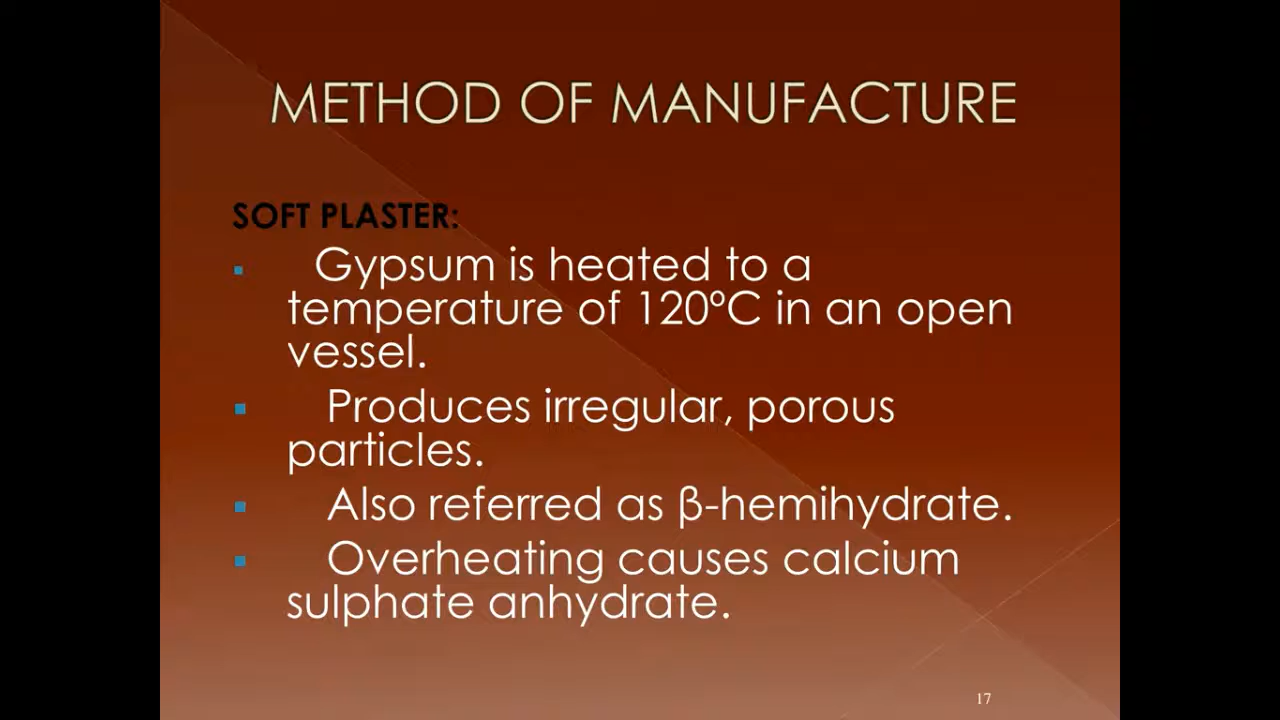 METHOD OF MANUFACTURE
SOFT PLASTER:
▪ Gypsum is heated to a
temperature of 120ºC in an open
vessel.
▪ Produces irregular, porous
particles.
▪ Also referred as β-hemihydrate.
▪ Overheating causes calcium
sulphate anhydrate.
17